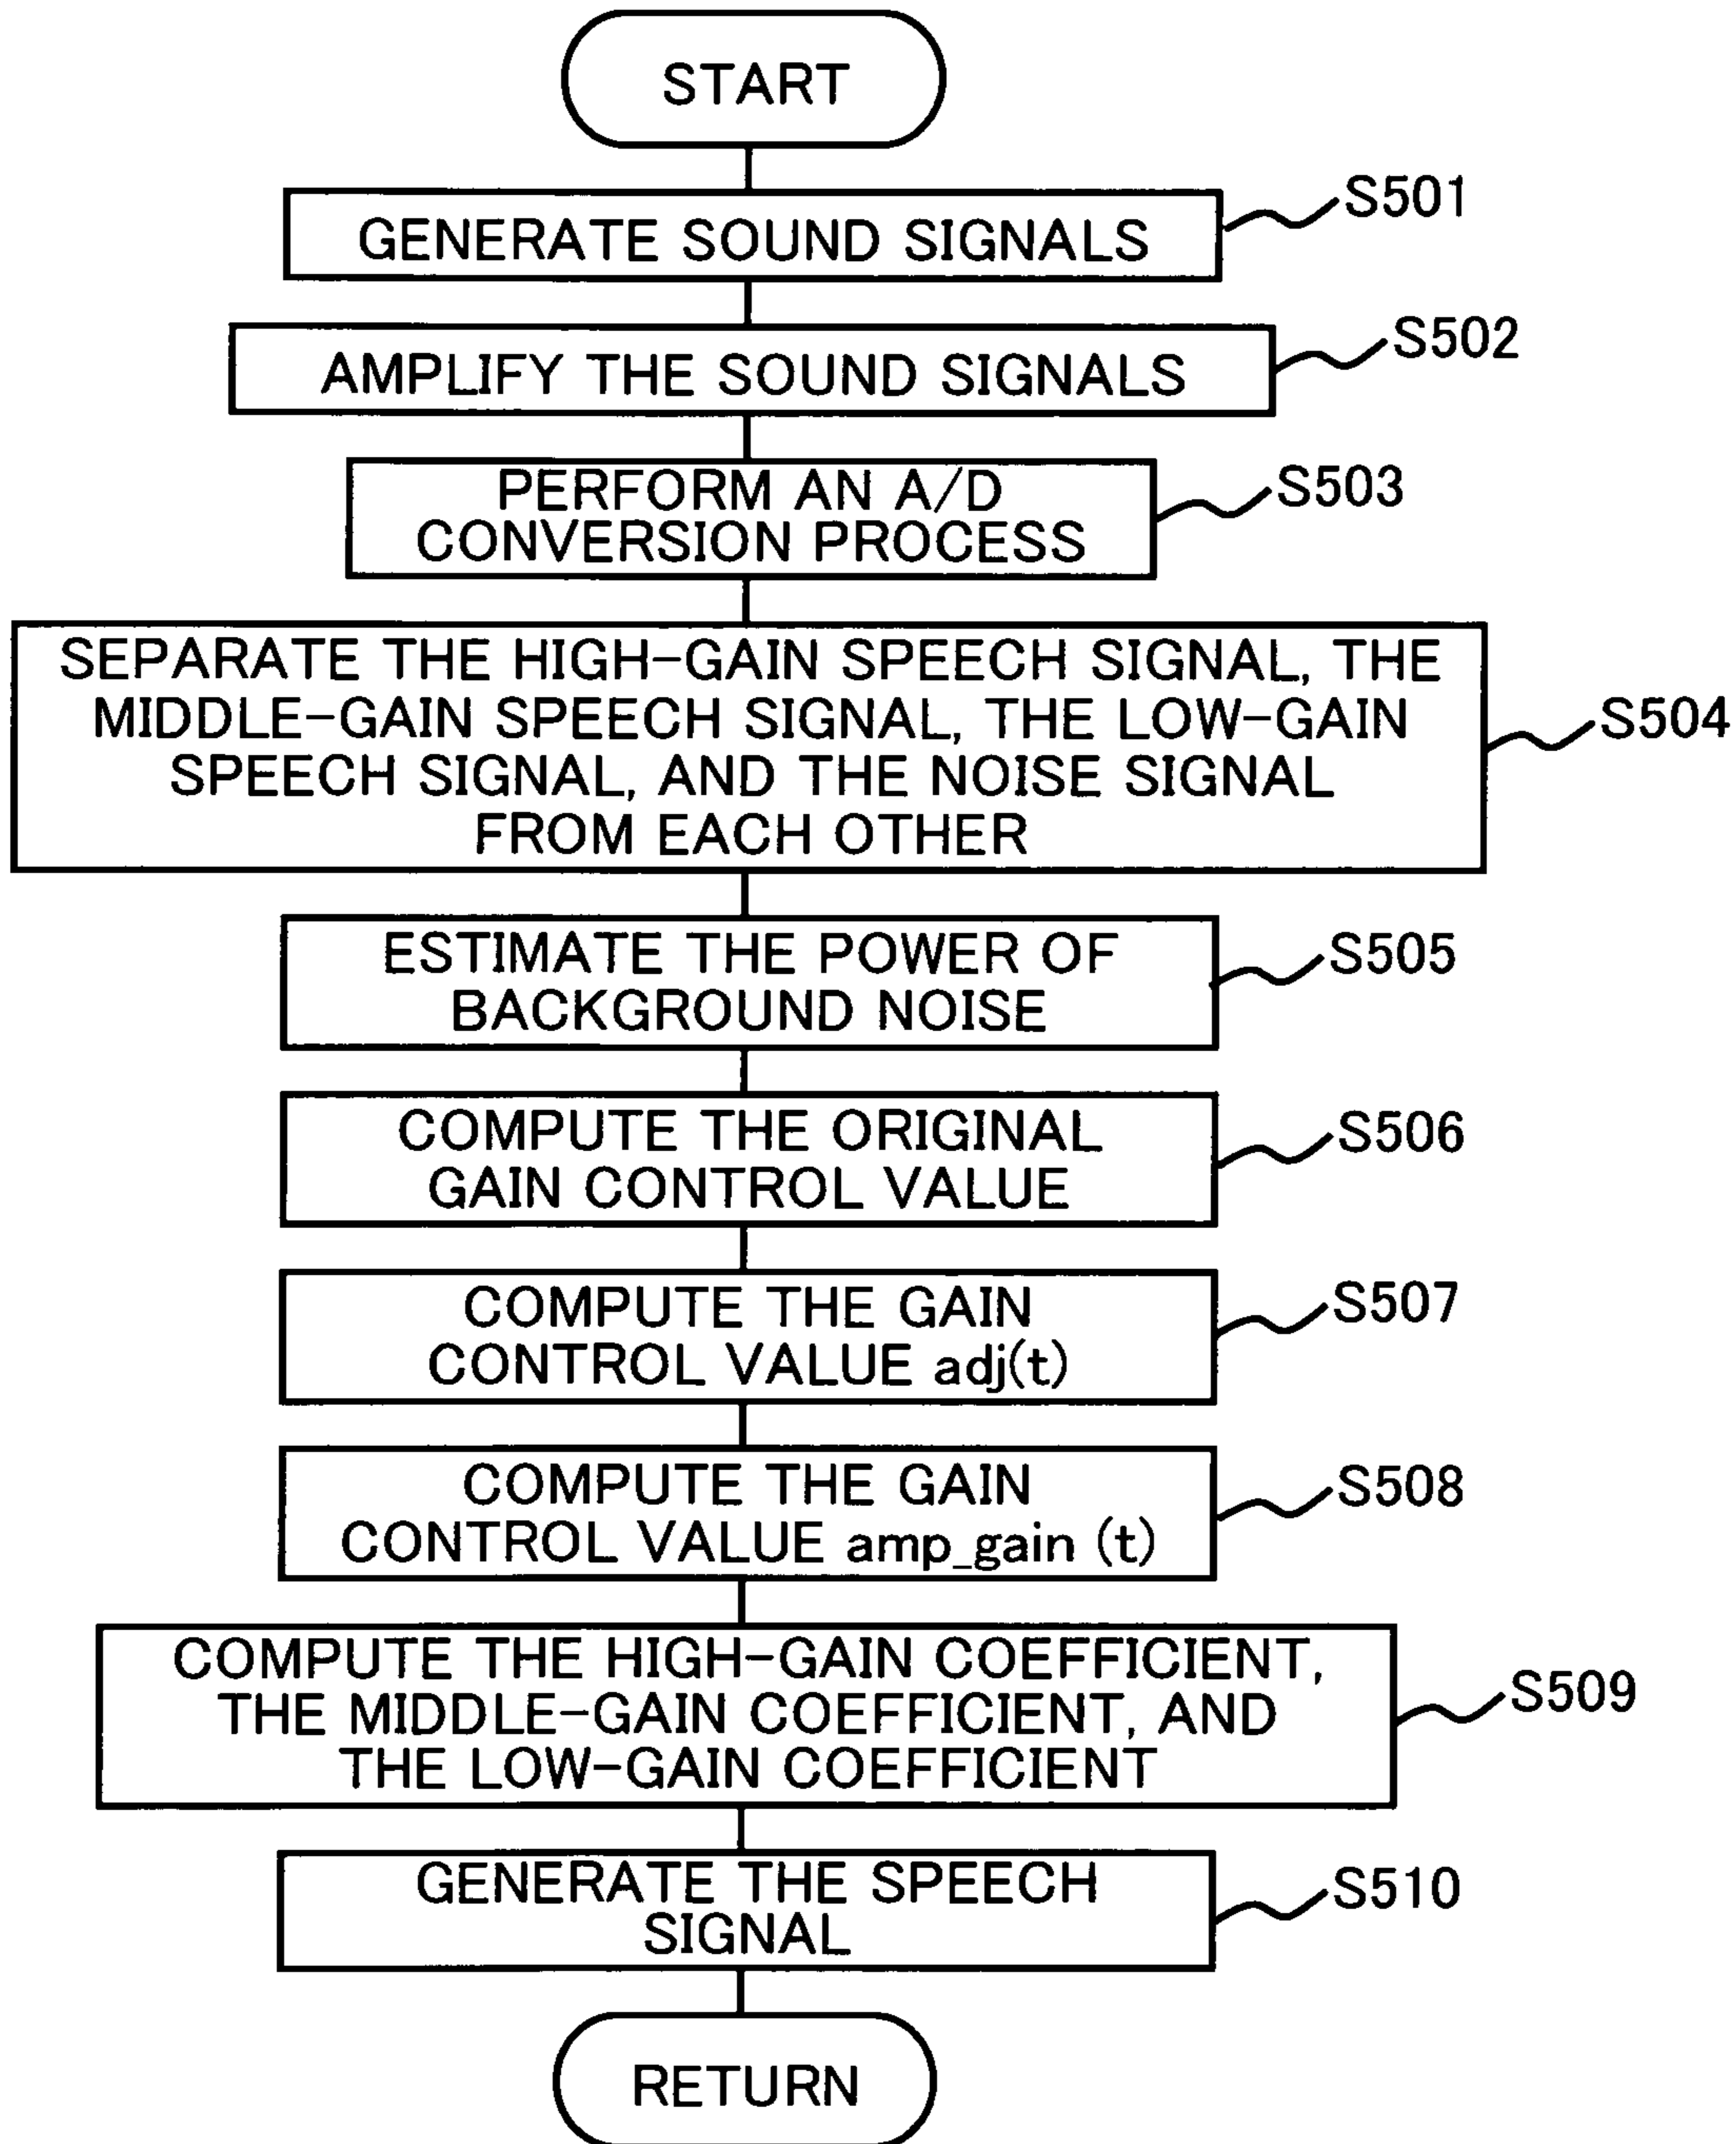 START
GENERATE SOUND SIGNALS
S501
AMPLIFY THE SOUND SIGNALS
S502
PERFORM AN A/D
CONVERSION PROCESS
S503
SEPARATE THE HIGH-GAIN SPEECH SIGNAL, THE
MIDDLE-GAIN SPEECH SIGNAL, THE LOW-GAIN
SPEECH SIGNAL, AND THE NOISE SIGNAL
FROM EACH OTHER
S504
ESTIMATE THE POWER OF
BACKGROUND NOISE
S505
COMPUTE THE ORIGINAL
GAIN CONTROL VALUE
S506
COMPUTE THE GAIN
CONTROL VALUE adj(t)
S507
COMPUTE THE GAIN
CONTROL VALUE amp_gain (t)
S508
COMPUTE THE HIGH-GAIN COEFFICIENT,
THE MIDDLE-GAIN COEFFICIENT, AND
THE LOW-GAIN COEFFICIENT
S509
GENERATE THE SPEECH
SIGNAL
S510
RETURN